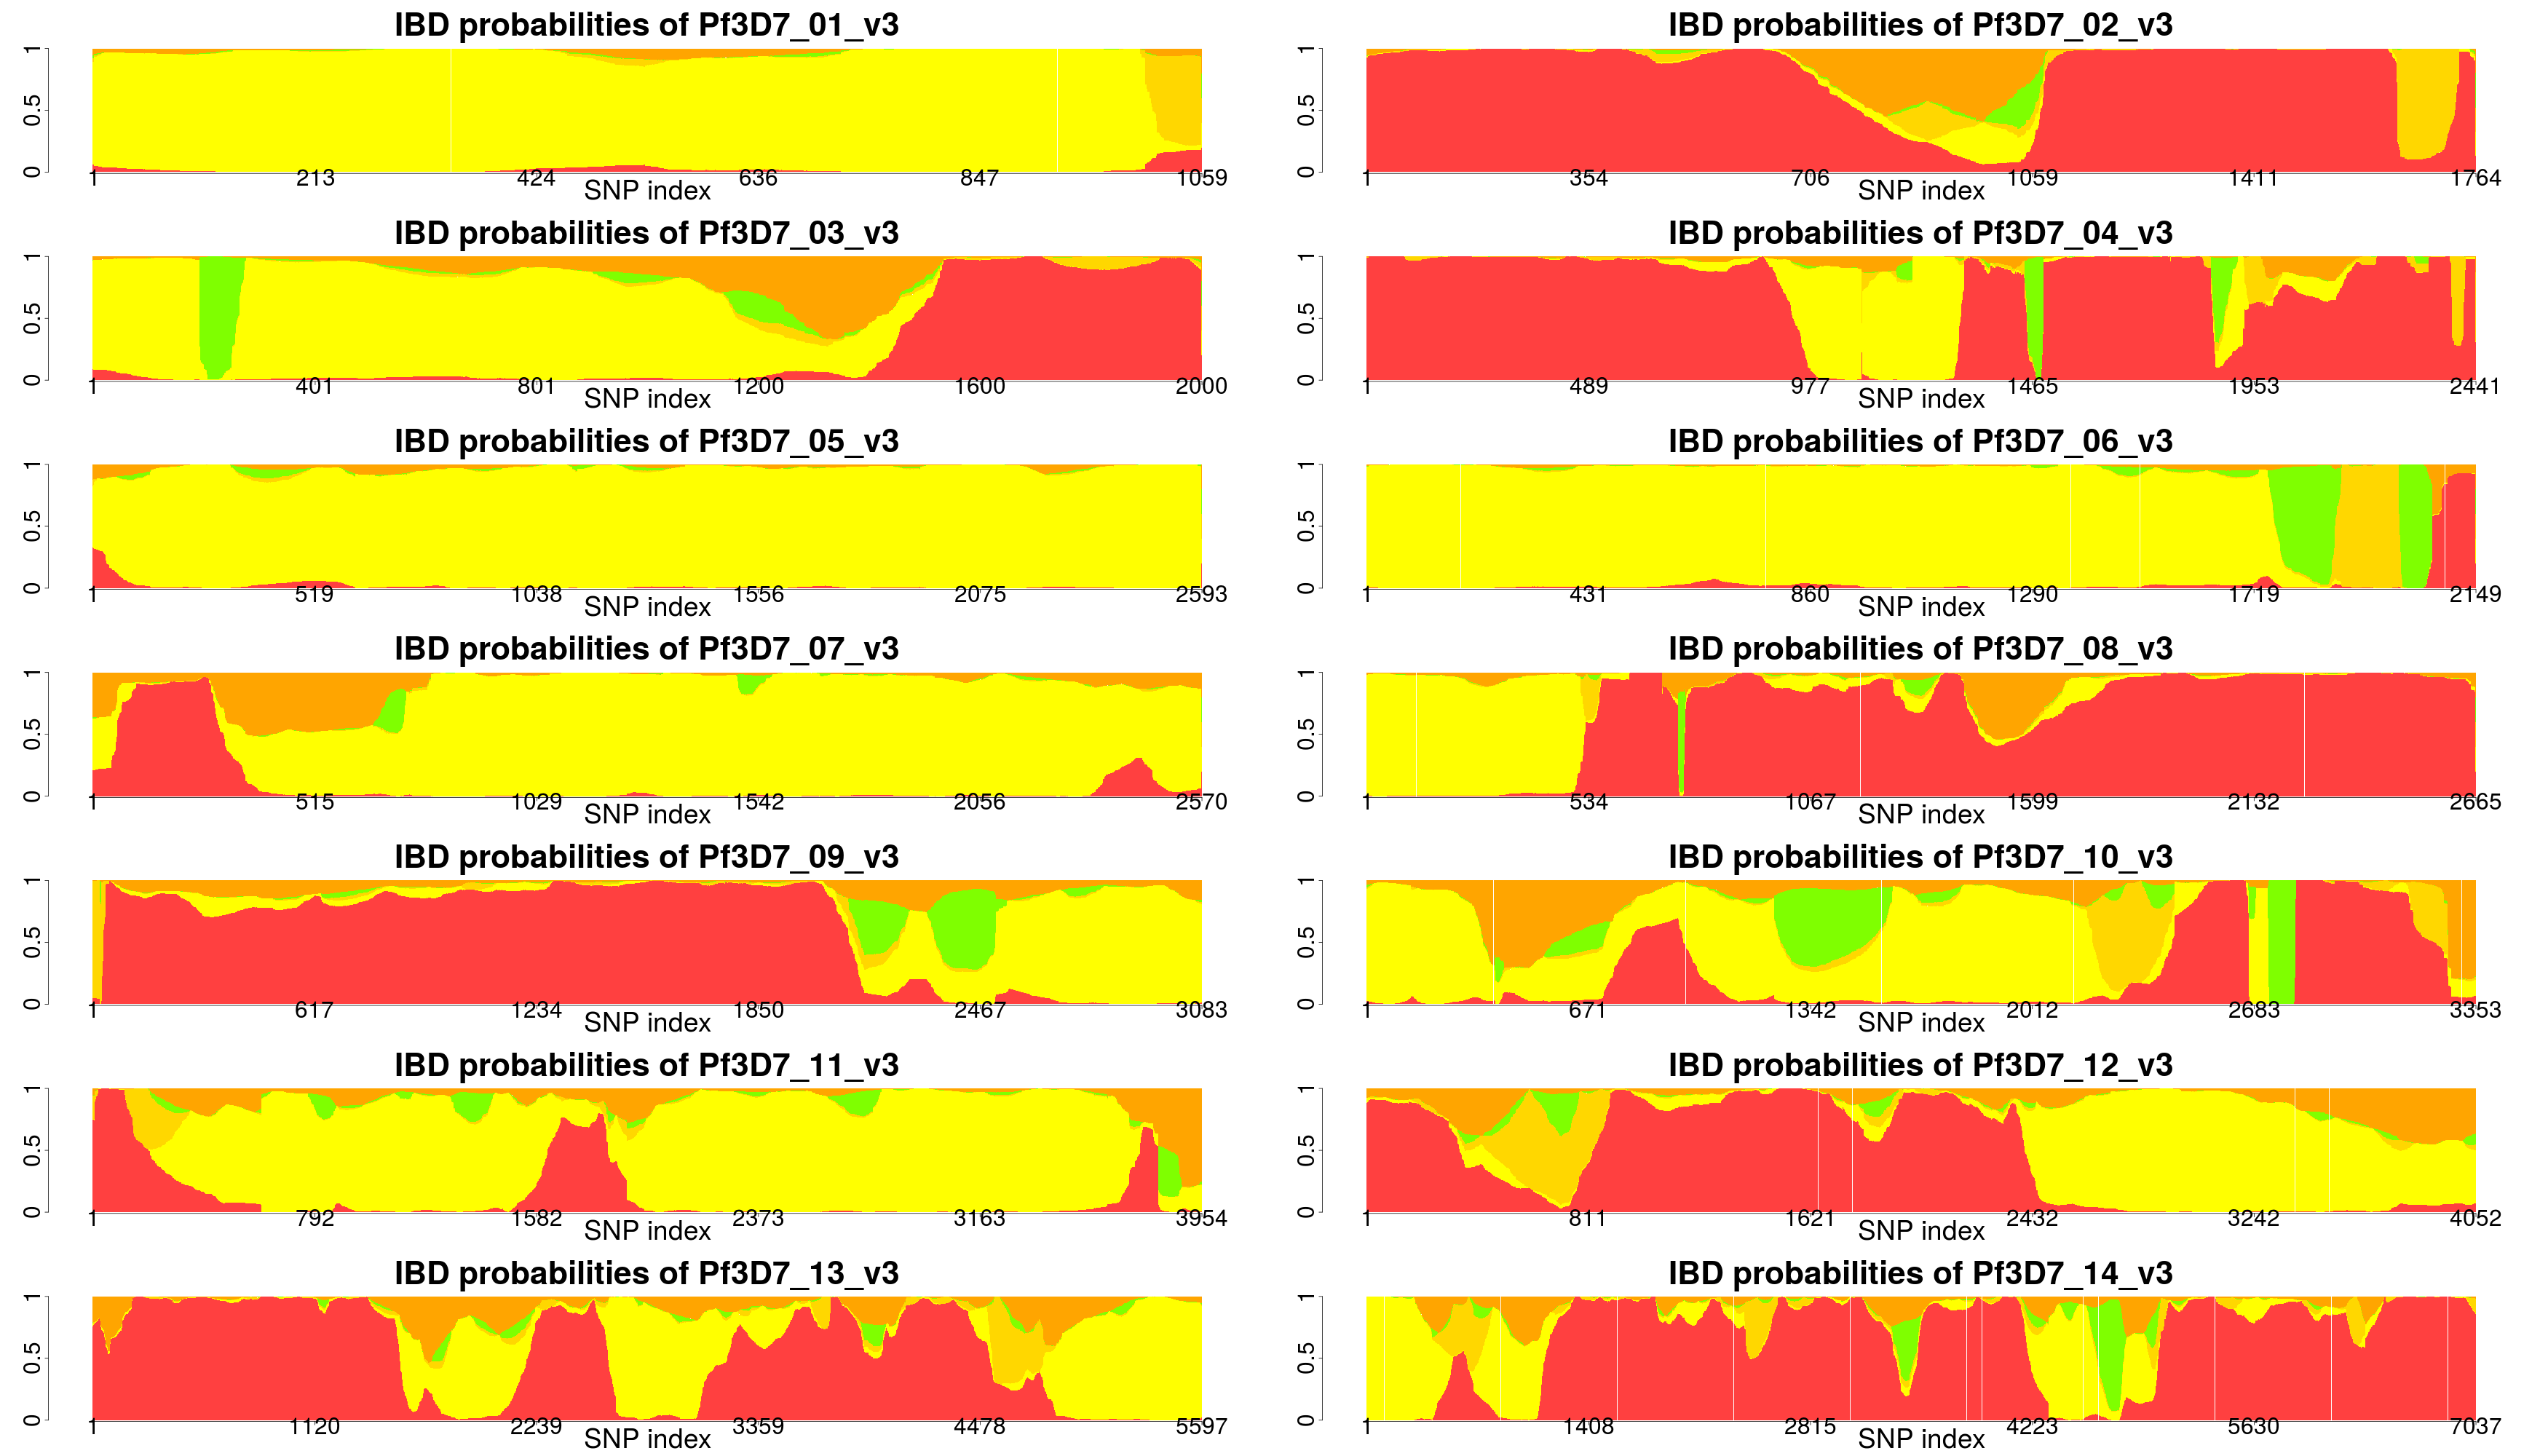 IBD probabilities of Pf3D7_01_v3
0 0.5 1
1 213 424 636 847 1059
SNP index
IBD probabilities of Pf3D7_02_v3
0 0.5 1
1 354 706 1059 1411 1764
SNP index
IBD probabilities of Pf3D7_03_v3
0 0.5 1
1 401 801 1200 1600 2000
SNP index
IBD probabilities of Pf3D7_04_v3
0 0.5 1
1 489 977 1465 1953 2441
SNP index
IBD probabilities of Pf3D7_05_v3
0 0.5 1
1 519 1038 1556 2075 2593
SNP index
IBD probabilities of Pf3D7_06_v3
0 0.5 1
1 431 860 1290 1719 2149
SNP index
IBD probabilities of Pf3D7_07_v3
0 0.5 1
1 515 1029 1542 2056 2570
SNP index
IBD probabilities of Pf3D7_08_v3
0 0.5 1
1 534 1067 1599 2132 2665
SNP index
IBD probabilities of Pf3D7_09_v3
0 0.5 1
1 617 1234 1850 2467 3083
SNP index
IBD probabilities of Pf3D7_10_v3
0 0.5 1
1 671 1342 2012 2683 3353
SNP index
IBD probabilities of Pf3D7_11_v3
0 0.5 1
1 792 1582 2373 3163 3954
SNP index
IBD probabilities of Pf3D7_12_v3
0 0.5 1
1 811 1621 2432 3242 4052
SNP index
IBD probabilities of Pf3D7_13_v3
0 0.5 1
1 1120 2239 3359 4478 5597
SNP index
IBD probabilities of Pf3D7_14_v3
0 0.5 1
1 1408 2815 4223 5630 7037
SNP index